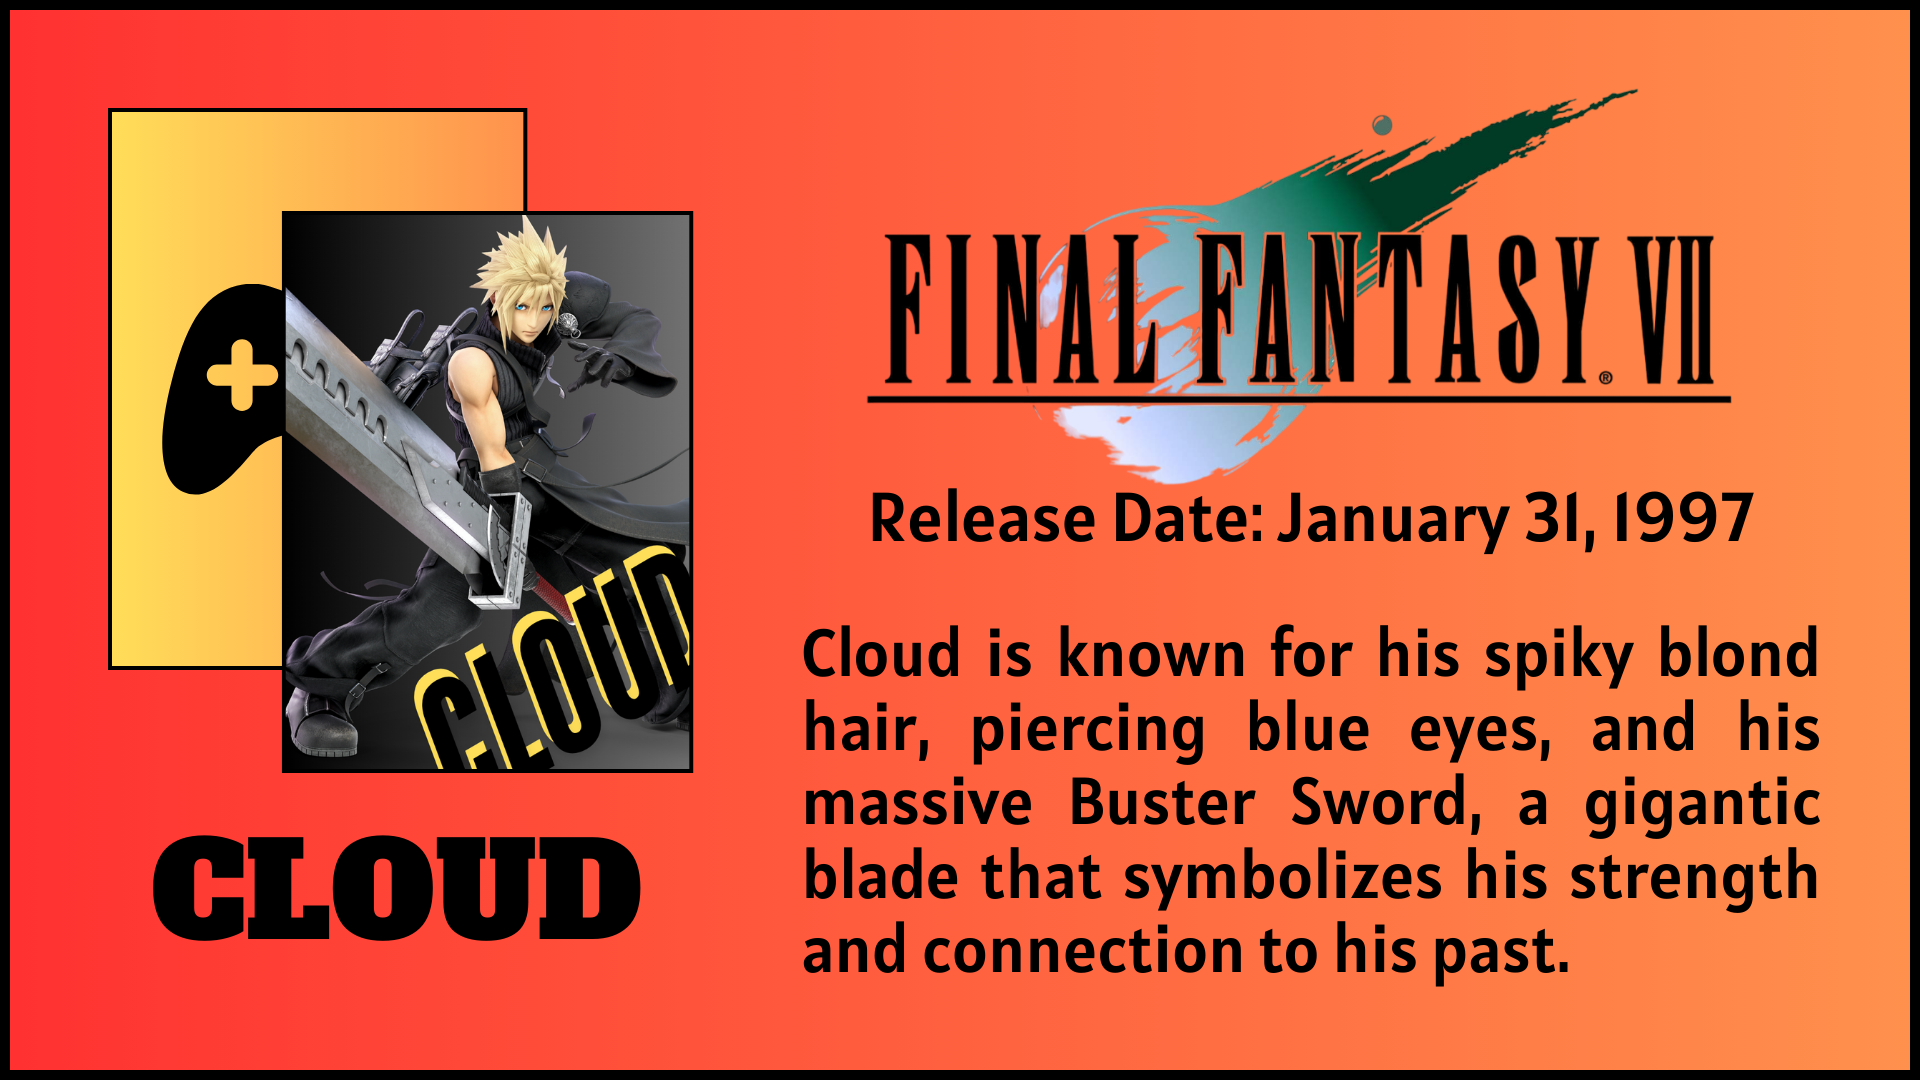 FINAL FANTASY® VII
Release Date: January 31, 1997
CLOUD
Cloud is known for his spiky blond
hair, piercing blue eyes, and his
massive Buster Sword, a gigantic
blade that symbolizes his strength
and connection to his past.
CLOUD